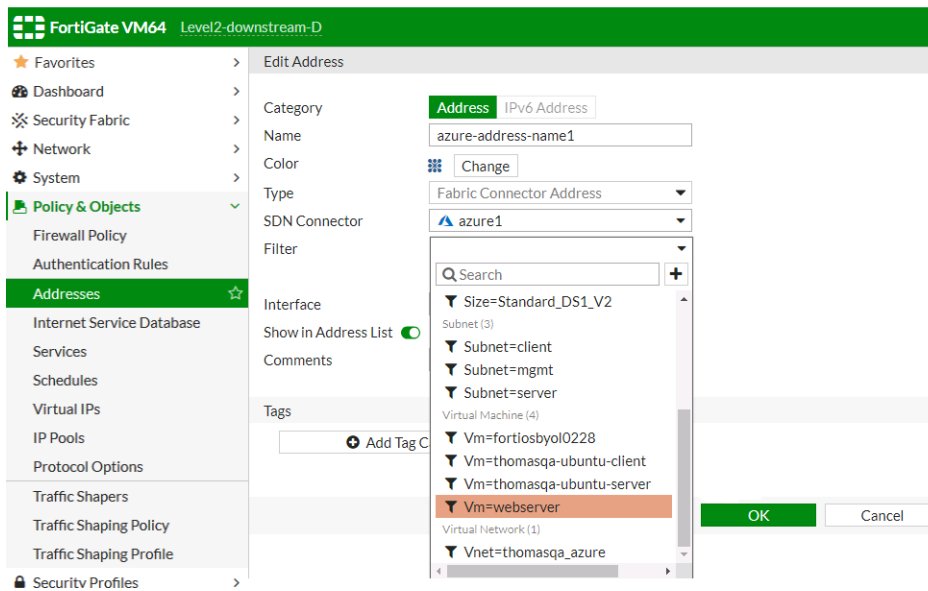 FortiGate VM64 Level2-downstream-D
Favorites
Dashboard
Security Fabric
Network
System
Policy & Objects
Firewall Policy
Authentication Rules
Addresses
Internet Service Database
Services
Schedules
Virtual IPs
IP Pools
Protocol Options
Traffic Shapers
Traffic Shaping Policy
Traffic Shaping Profile
Security Profiles
Edit Address
Category Address IPv6 Address
Name azure-address-name1
Color Change
Type Fabric Connector Address
SDN Connector azure1
Filter
Search
Size=Standard_DS1_V2
Subnet (3)
Subnet=client
Subnet=mgmt
Subnet=server
Virtual Machine (4)
Vm=fortiosbyol0228
Vm=thomasqa-ubuntu-client
Vm=thomasqa-ubuntu-server
Vm=webserver
Virtual Network (1)
Vnet=thomasqa_azure
Interface
Show in Address List
Comments
Tags
Add Tag C
OK Cancel